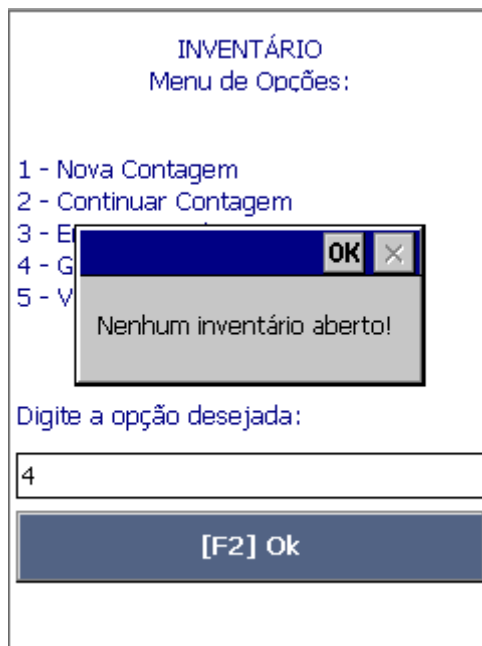 INVENTÁRIO
Menu de Opções:
1 - Nova Contagem
2 - Continuar Contagem
3 - E
4 - G
5 - V
OK
Nenhum inventário aberto!
Digite a opção desejada:
4
[F2] Ok